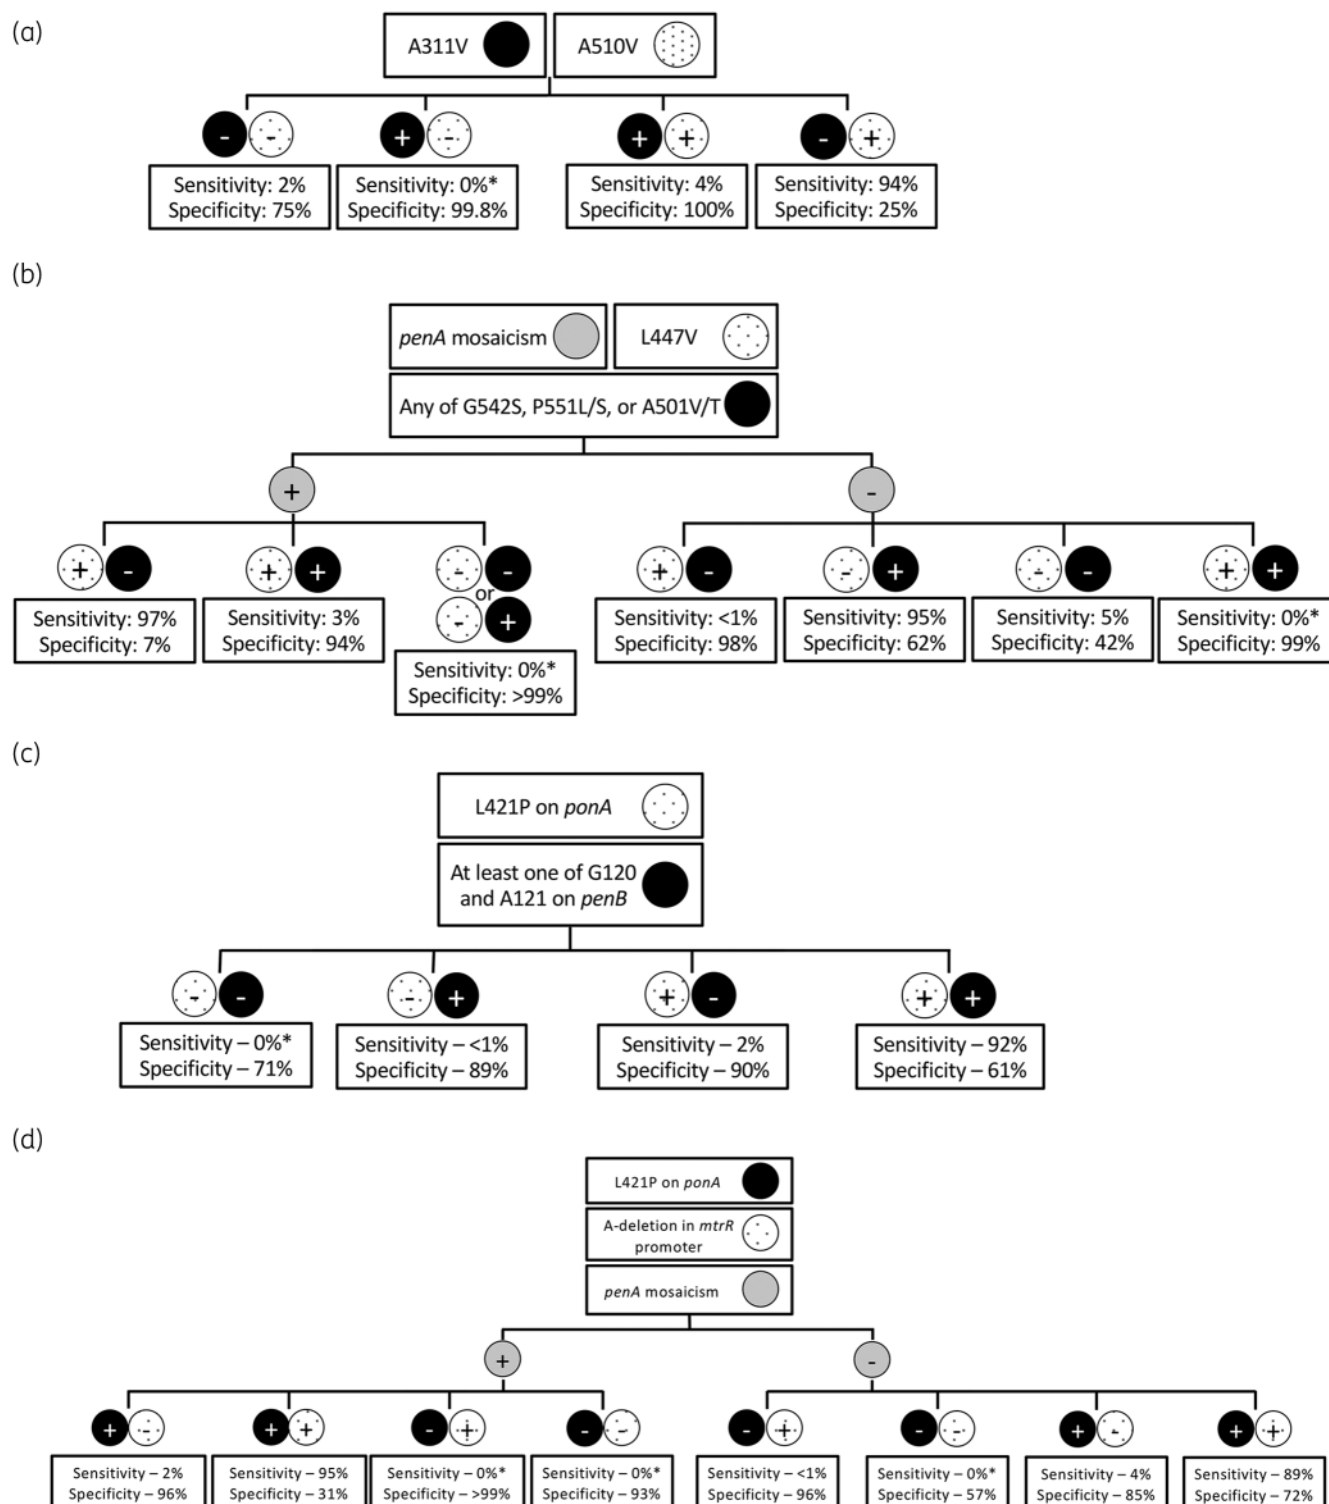 (a)
A311V
A510V
- -
+ -
+ +
- +
Sensitivity: 2%
Specificity: 75%
Sensitivity: 0%*
Specificity: 99.8%
Sensitivity: 4%
Specificity: 100%
Sensitivity: 94%
Specificity: 25%
(b)
penA mosaicism
L447V
Any of G542S, P551L/S, or A501V/T
+
-
+ -
+ +
- -
or
- +
+ -
- +
- -
+ +
Sensitivity: 97%
Specificity: 7%
Sensitivity: 3%
Specificity: 94%
Sensitivity: 0%*
Specificity: >99%
Sensitivity: <1%
Specificity: 98%
Sensitivity: 95%
Specificity: 62%
Sensitivity: 5%
Specificity: 42%
Sensitivity: 0%*
Specificity: 99%
(c)
L421P on ponA
At least one of G120
and A121 on penB
- -
- +
+ -
+ +
Sensitivity – 0%*
Specificity – 71%
Sensitivity – <1%
Specificity – 89%
Sensitivity – 2%
Specificity – 90%
Sensitivity – 92%
Specificity – 61%
(d)
L421P on ponA
A-deletion in mtrR
promoter
penA mosaicism
+
-
+ -
+ +
- +
- -
- +
- -
+ -
+ +
Sensitivity – 2%
Specificity – 96%
Sensitivity – 95%
Specificity – 31%
Sensitivity – 0%*
Specificity – >99%
Sensitivity – 0%*
Specificity – 93%
Sensitivity – <1%
Specificity – 96%
Sensitivity – 0%*
Specificity – 57%
Sensitivity – 4%
Specificity – 85%
Sensitivity – 89%
Specificity – 72%